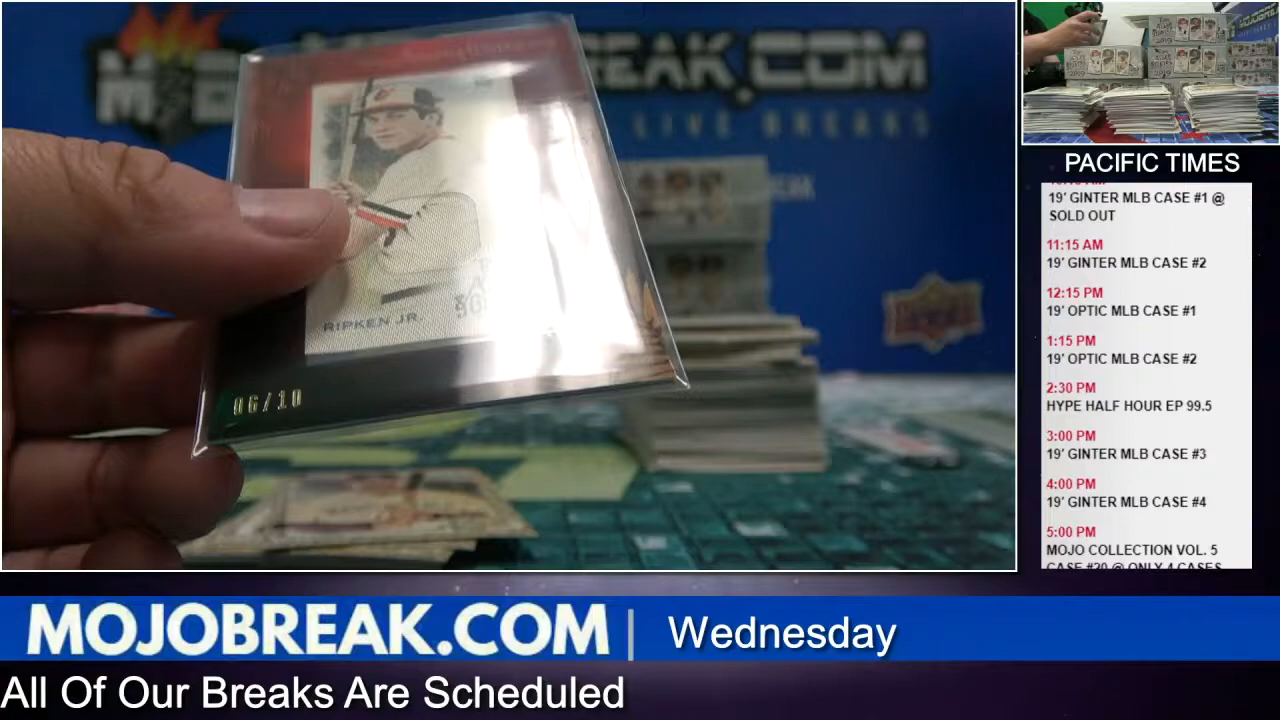 EAK.COM
LIVE BREAKS
RIPKEN JR
06/10
PACIFIC TIMES
19' GINTER MLB CASE #1 @
SOLD OUT
11:15 AM
19' GINTER MLB CASE #2
12:15 PM
19' OPTIC MLB CASE #1
1:15 PM
19' OPTIC MLB CASE #2
2:30 PM
HYPE HALF HOUR EP 99.5
3:00 PM
19' GINTER MLB CASE #3
4:00 PM
19' GINTER MLB CASE #4
5:00 PM
MOJO COLLECTION VOL. 5
CASE #20 @ ONLY 4 CASES
MOJOBREAK.COM | Wednesday
All Of Our Breaks Are Scheduled